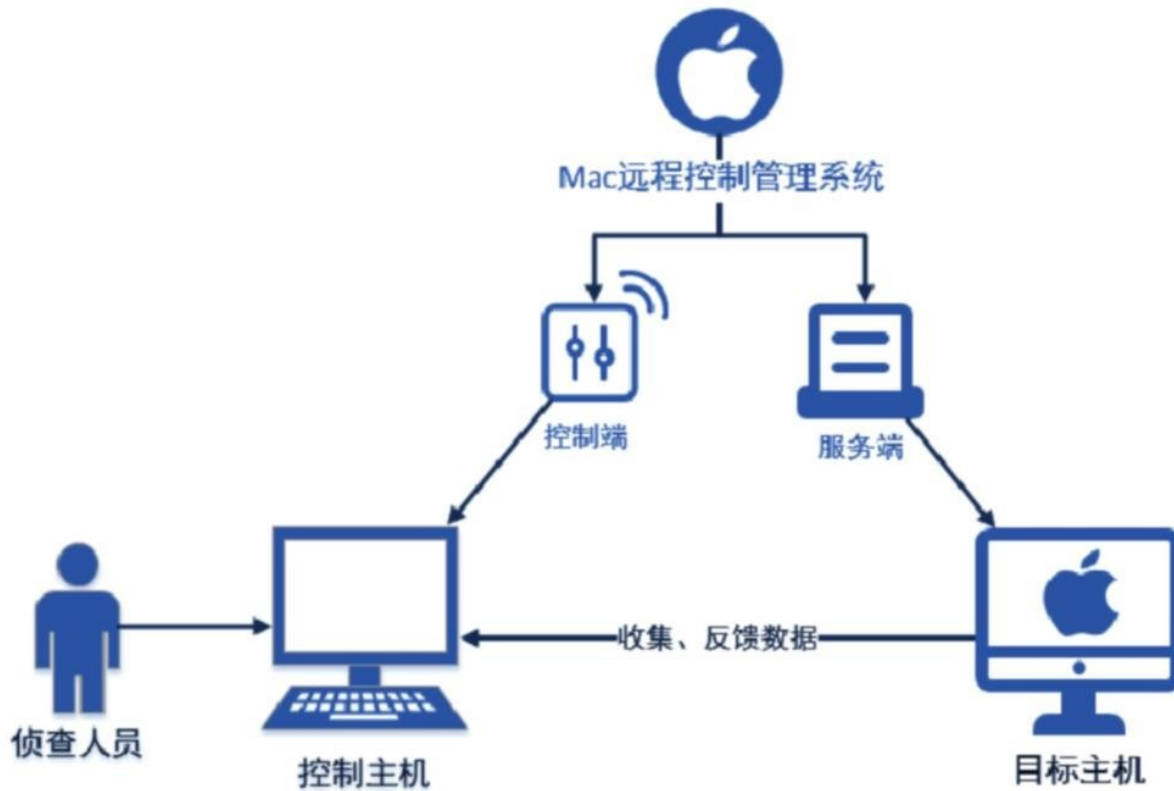 Mac远程控制管理系统
控制端
服务端
收集、反馈数据
侦查人员
控制主机
目标主机